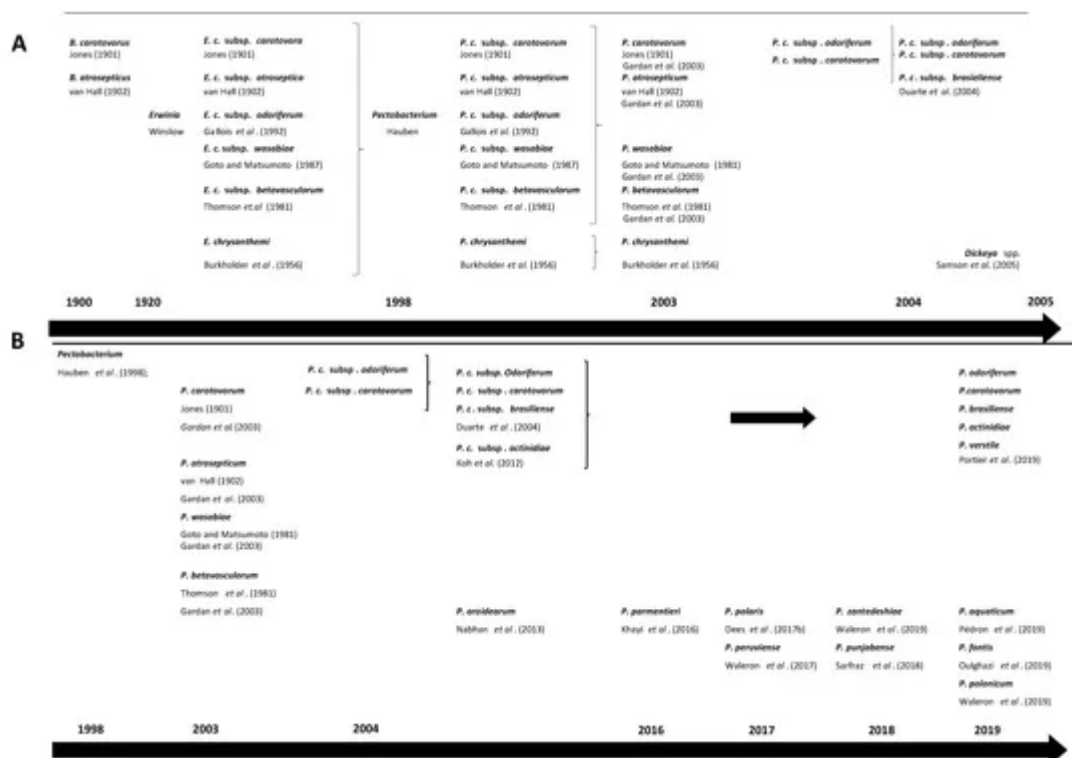 A
B. carotovorus
Jones (1901)
B. atrosepticus
van Hall (1902)
Erwinia
Winslow
E. c. subsp. carotovora
Jones (1901)
E. c. subsp. atroseptica
van Hall (1902)
E. c. subsp. odoriferum
Gallois et al. (1992)
E. c. subsp. wasabiae
Goto and Matsumoto (1987)
E. c. subsp. betavasculorum
Thomson et al (1981)
E. chrysanthemi
Burkholder et al. (1956)
Pectobacterium
Hauben
P. c. subsp. carotovorum
Jones (1901)
P. c. subsp. atrosepticum
van Hall (1902)
P. c. subsp. odoriferum
Gallois et al. (1992)
P. c. subsp. wasabiae
Goto and Matsumoto (1987)
P. c. subsp. betavasculorum
Thomson et al. (1981)
P. chrysanthemi
Burkholder et al. (1956)
P. carotovorum
Jones (1901)
Gardan et al. (2003)
P. atrosepticum
van Hall (1902)
Gardan et al. (2003)
P. wasabiae
Goto and Matsumoto (1981)
Gardan et al. (2003)
P. betavasculorum
Thomson et al. (1981)
Gardan et al. (2003)
P. chrysanthemi
Burkholder et al. (1956)
P. c. subsp . odoriferum
P. c. subsp . carotovorum
P. c. subsp. odoriferum
P. c. subsp. carotovorum
P. c. subsp. brasiliense
Duarte et al. (2004)
Dickeya spp.
Samson et al. (2005)
1900 1920 1998 2003 2004 2005
B
Pectobacterium
Hauben et al. (1998);
P. carotovorum
Jones (1901)
Gardan et al (2003)
P. atrosepticum
van Hall (1902)
Gardan et al. (2003)
P. wasabiae
Goto and Matsumoto (1981)
Gardan et al. (2003)
P. betavasculorum
Thomson et al. (1981)
Gardan et al. (2003)
P. c. subsp . odoriferum
P. c. subsp . carotovorum
P. c. subsp. Odoriferum
P. c. subsp . carotovorum
P. c. subsp. brasiliense
Duarte et al. (2004)
P. c. subsp . actinidiae
Koh et al. (2012)
P. aroidearum
Nabhan et al. (2013)
P. parmentieri
Khayi et al. (2016)
P. polaris
Dees et al. (2017b)
P. peruviense
Waleron et al. (2017)
P. zantedeshiae
Waleron et al. (2019)
P. punjabense
Sarfraz et al. (2018)
P. odoriferum
P.carotovorum
P. brasiliense
P. actinidiae
P. verstile
Portier et al. (2019)
P. aquaticum
Pédron et al. (2019)
P. fontis
Oulghazi et al. (2019)
P. polonicum
Waleron et al. (2019)
1998 2003 2004 2016 2017 2018 2019